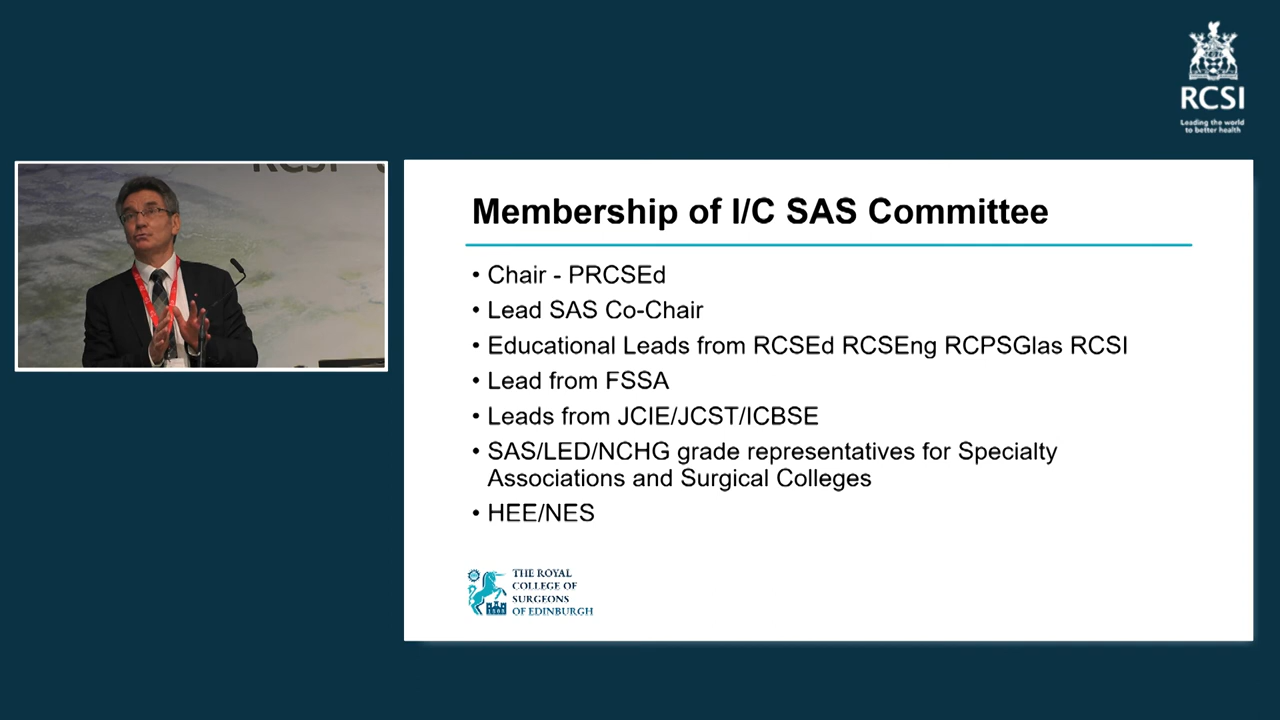 RCSI
Leading the world
to better health
RCSI
Membership of I/C SAS Committee
• Chair - PRCSEd
• Lead SAS Co-Chair
• Educational Leads from RCSEd RCSEng RCPSGlas RCSI
• Lead from FSSA
• Leads from JCIE/JCST/ICBSE
• SAS/LED/NCHG grade representatives for Specialty
Associations and Surgical Colleges
• HEE/NES
THE ROYAL
COLLEGE OF
SURGEONS
OF EDINBURGH